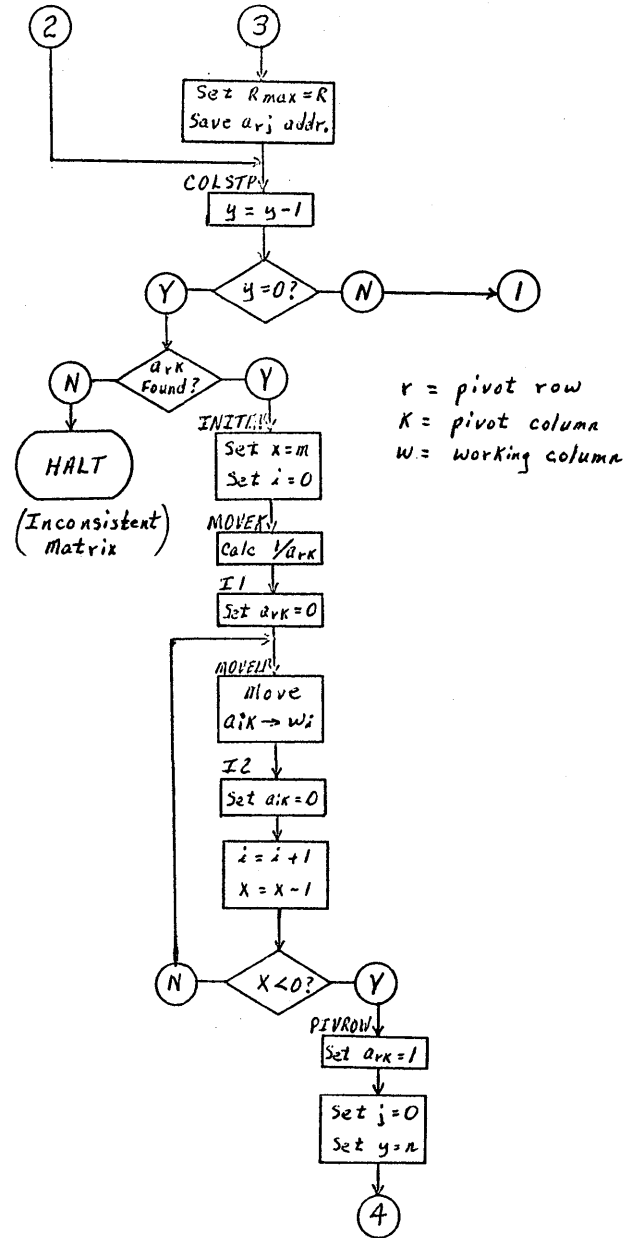 2
3
Set Rmax = R
Save arj addr.
COLSTP
y = y-1
y = 0?
Y
N
1
ark
Found?
N
Y
HALT
(Inconsistent
Matrix)
r = pivot row
K = pivot column
w = working column
Set x = m
Set i = 0
MOVEK
Calc 1/ark
I1
Set ark = 0
Move
aik → wi
I2
Set aik = 0
i = i + 1
X = X - 1
X < 0?
N
Y
PIVROW
Set ark = 1
Set j = 0
Set y = n
4